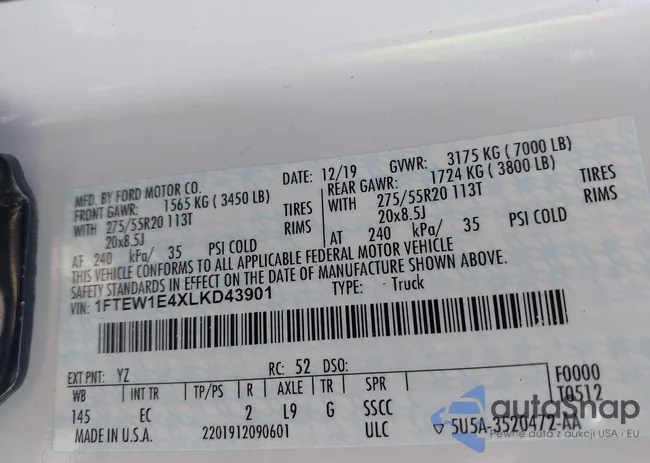 MFD. BY FORD MOTOR CO. DATE: 12/19 GVWR: 3175 KG ( 7000 LB)
FRONT GAWR: 1565 KG ( 3450 LB) REAR GAWR: 1724 KG ( 3800 LB)
WITH 275/55R20 113T TIRES WITH 275/55R20 113T TIRES
20x8.5J RIMS 20x8.5J RIMS
AT 240 kPa/ 35 PSI COLD AT 240 kPa/ 35 PSI COLD
THIS VEHICLE CONFORMS TO ALL APPLICABLE FEDERAL MOTOR VEHICLE
SAFETY STANDARDS IN EFFECT ON THE DATE OF MANUFACTURE SHOWN ABOVE.
VIN: 1FTEW1E4XLKD43901 TYPE: Truck
EXT PNT: YZ RC: 52 DSO: F0000
WB INT TR TP/PS R AXLE TR SPR T0512
145 EC 2 L9 G SSCC
MADE IN U.S.A. 2201912090601 ULC ▽ 5U5A-3520472-AA
autoSnap
Pewne auta z aukcji USA i EU